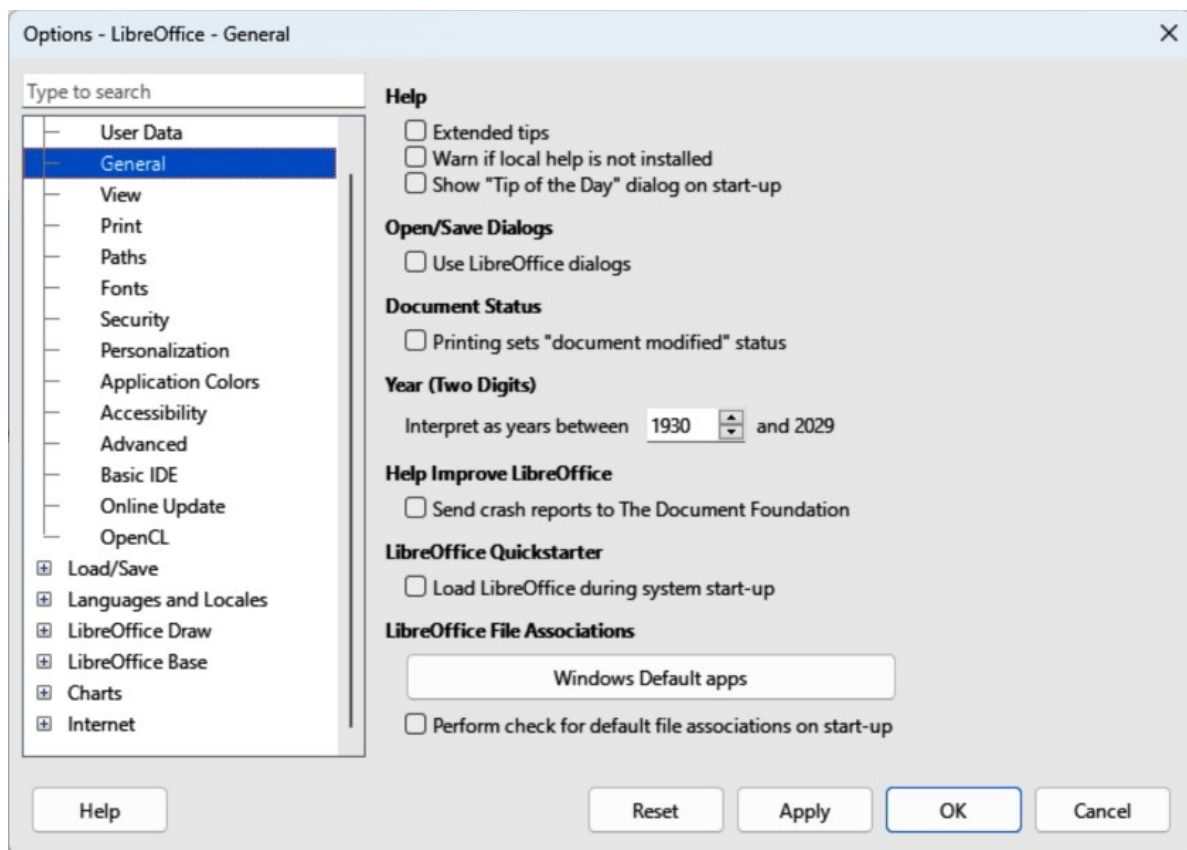 Options - LibreOffice - General
Type to search
User Data
General
View
Print
Paths
Fonts
Security
Personalization
Application Colors
Accessibility
Advanced
Basic IDE
Online Update
OpenCL
Load/Save
Languages and Locales
LibreOffice Draw
LibreOffice Base
Charts
Internet
Help
Extended tips
Warn if local help is not installed
Show "Tip of the Day" dialog on start-up
Open/Save Dialogs
Use LibreOffice dialogs
Document Status
Printing sets "document modified" status
Year (Two Digits)
Interpret as years between 1930 and 2029
Help Improve LibreOffice
Send crash reports to The Document Foundation
LibreOffice Quickstarter
Load LibreOffice during system start-up
LibreOffice File Associations
Windows Default apps
Perform check for default file associations on start-up
Help Reset Apply OK Cancel